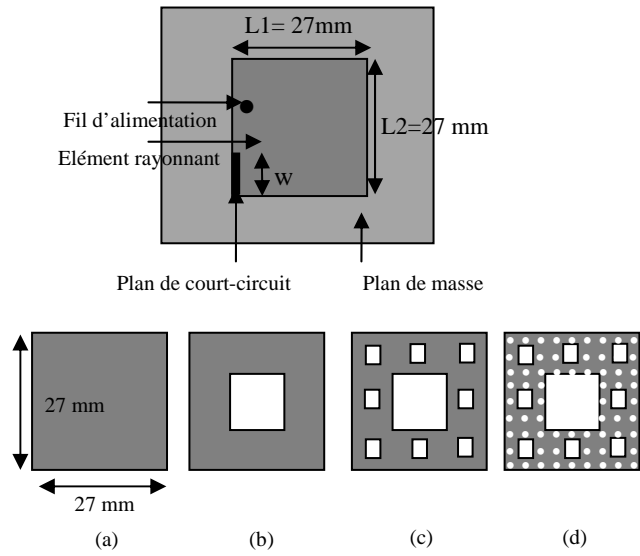 L1= 27mm
Fil d'alimentation
L2=27 mm
Elément rayonnant
w
Plan de court-circuit
Plan de masse
27 mm
27 mm
(a)
(b)
(c)
(d)